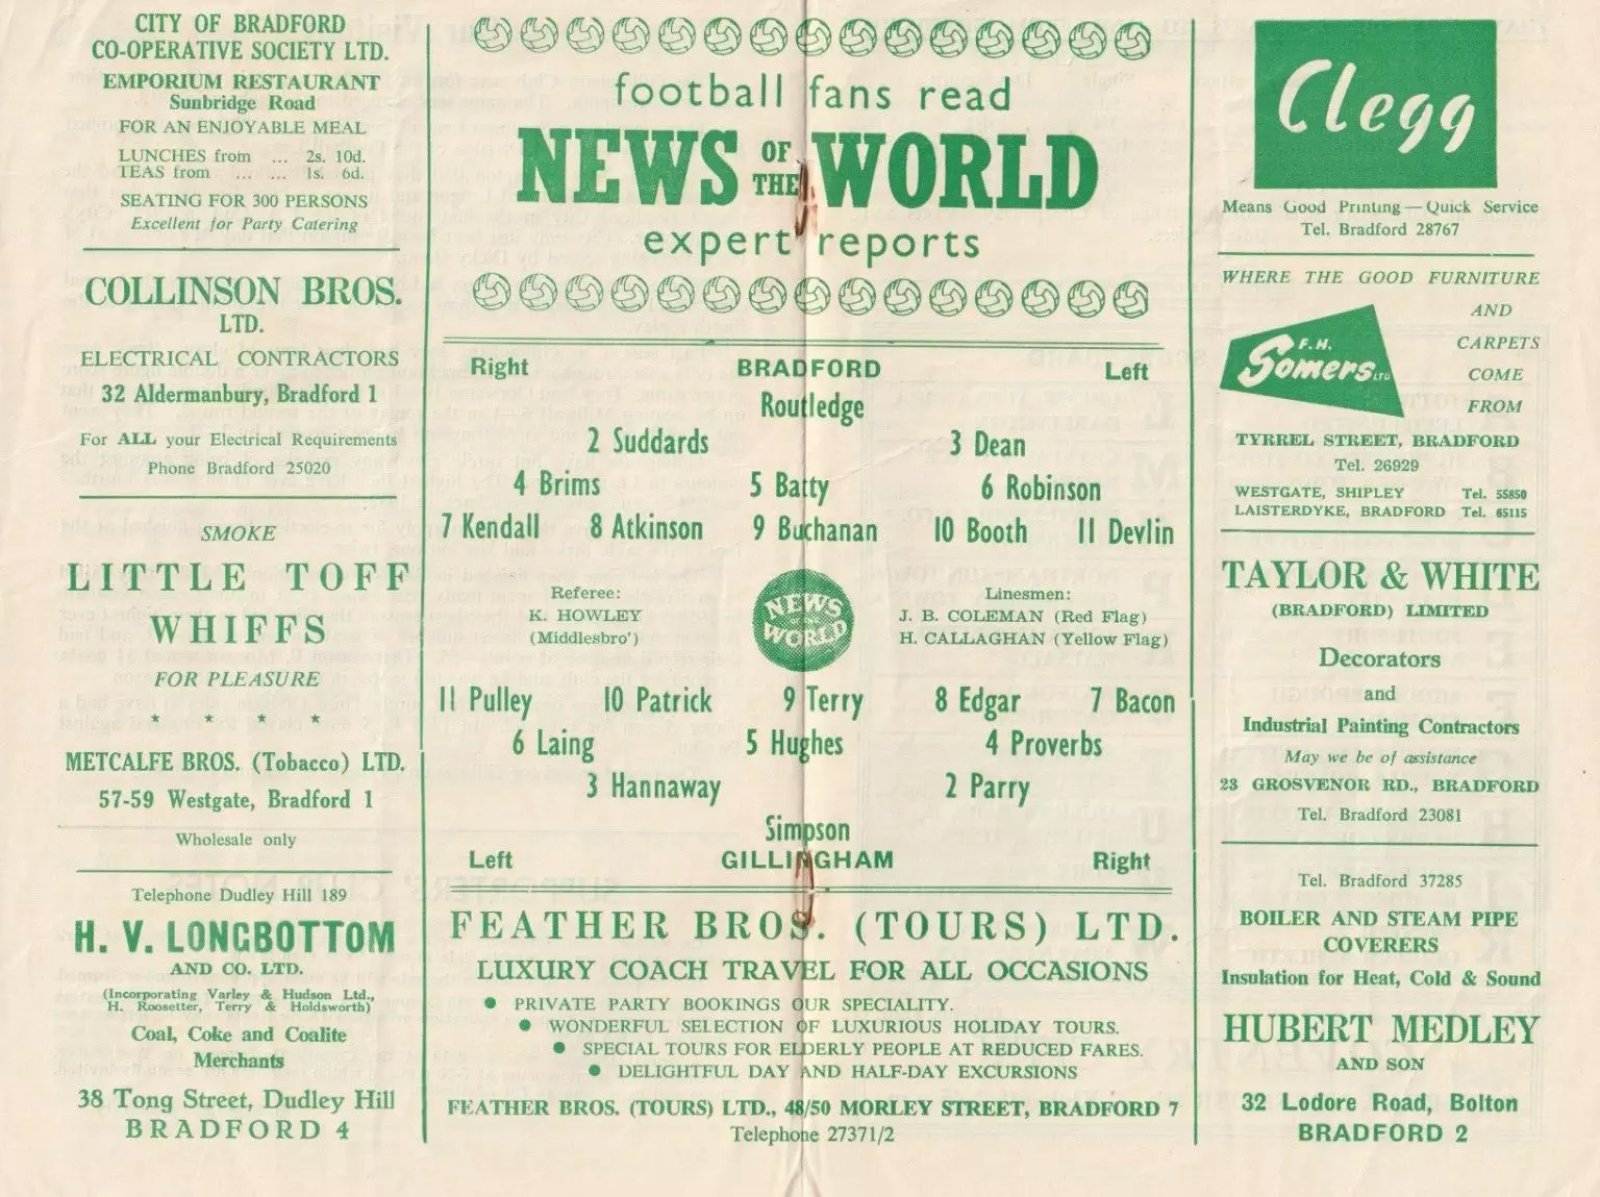 CITY OF BRADFORD
CO-OPERATIVE SOCIETY LTD.
EMPORIUM RESTAURANT
Sunbridge Road
FOR AN ENJOYABLE MEAL
LUNCHES from ... 2s. 10d.
TEAS from ... ... 1s. 6d.
SEATING FOR 300 PERSONS
Excellent for Party Catering
COLLINSON BROS.
LTD.
ELECTRICAL CONTRACTORS
32 Aldermanbury, Bradford 1
For ALL your Electrical Requirements
Phone Bradford 25020
SMOKE
LITTLE TOFF
WHIFFS
FOR PLEASURE
* * * *
METCALFE BROS. (Tobacco) LTD.
57-59 Westgate, Bradford 1
Wholesale only
Telephone Dudley Hill 189
H. V. LONGBOTTOM
AND CO. LTD.
(Incorporating Varley & Hudson Ltd.,
H. Roosetter, Terry & Holdsworth)
Coal, Coke and Coalite
Merchants
38 Tong Street, Dudley Hill
BRADFORD 4
football fans read
NEWS OF THE WORLD
expert reports
Right BRADFORD Left
Routledge
2 Suddards 3 Dean
4 Brims 5 Batty 6 Robinson
7 Kendall 8 Atkinson 9 Buchanan 10 Booth 11 Devlin
Referee:
K. HOWLEY
(Middlesbro')
NEWS
OF THE
WORLD
Linesmen:
J. B. COLEMAN (Red Flag)
H. CALLAGHAN (Yellow Flag)
11 Pulley 10 Patrick 9 Terry 8 Edgar 7 Bacon
6 Laing 5 Hughes 4 Proverbs
3 Hannaway 2 Parry
Simpson
Left GILLINGHAM Right
FEATHER BROS. (TOURS) LTD.
LUXURY COACH TRAVEL FOR ALL OCCASIONS
● PRIVATE PARTY BOOKINGS OUR SPECIALITY.
● WONDERFUL SELECTION OF LUXURIOUS HOLIDAY TOURS.
● SPECIAL TOURS FOR ELDERLY PEOPLE AT REDUCED FARES.
● DELIGHTFUL DAY AND HALF-DAY EXCURSIONS
FEATHER BROS. (TOURS) LTD., 48/50 MORLEY STREET, BRADFORD 7
Telephone 27371/2
Clegg
Means Good Printing — Quick Service
Tel. Bradford 28767
WHERE THE GOOD FURNITURE
AND
CARPETS
COME
FROM
F. H.
Somers LTD
TYRREL STREET, BRADFORD
Tel. 26929
WESTGATE, SHIPLEY Tel. 55850
LAISTERDYKE, BRADFORD Tel. 65115
TAYLOR & WHITE
(BRADFORD) LIMITED
Decorators
and
Industrial Painting Contractors
May we be of assistance
23 GROSVENOR RD., BRADFORD
Tel. Bradford 23081
Tel. Bradford 37285
BOILER AND STEAM PIPE
COVERERS
Insulation for Heat, Cold & Sound
HUBERT MEDLEY
AND SON
32 Lodore Road, Bolton
BRADFORD 2